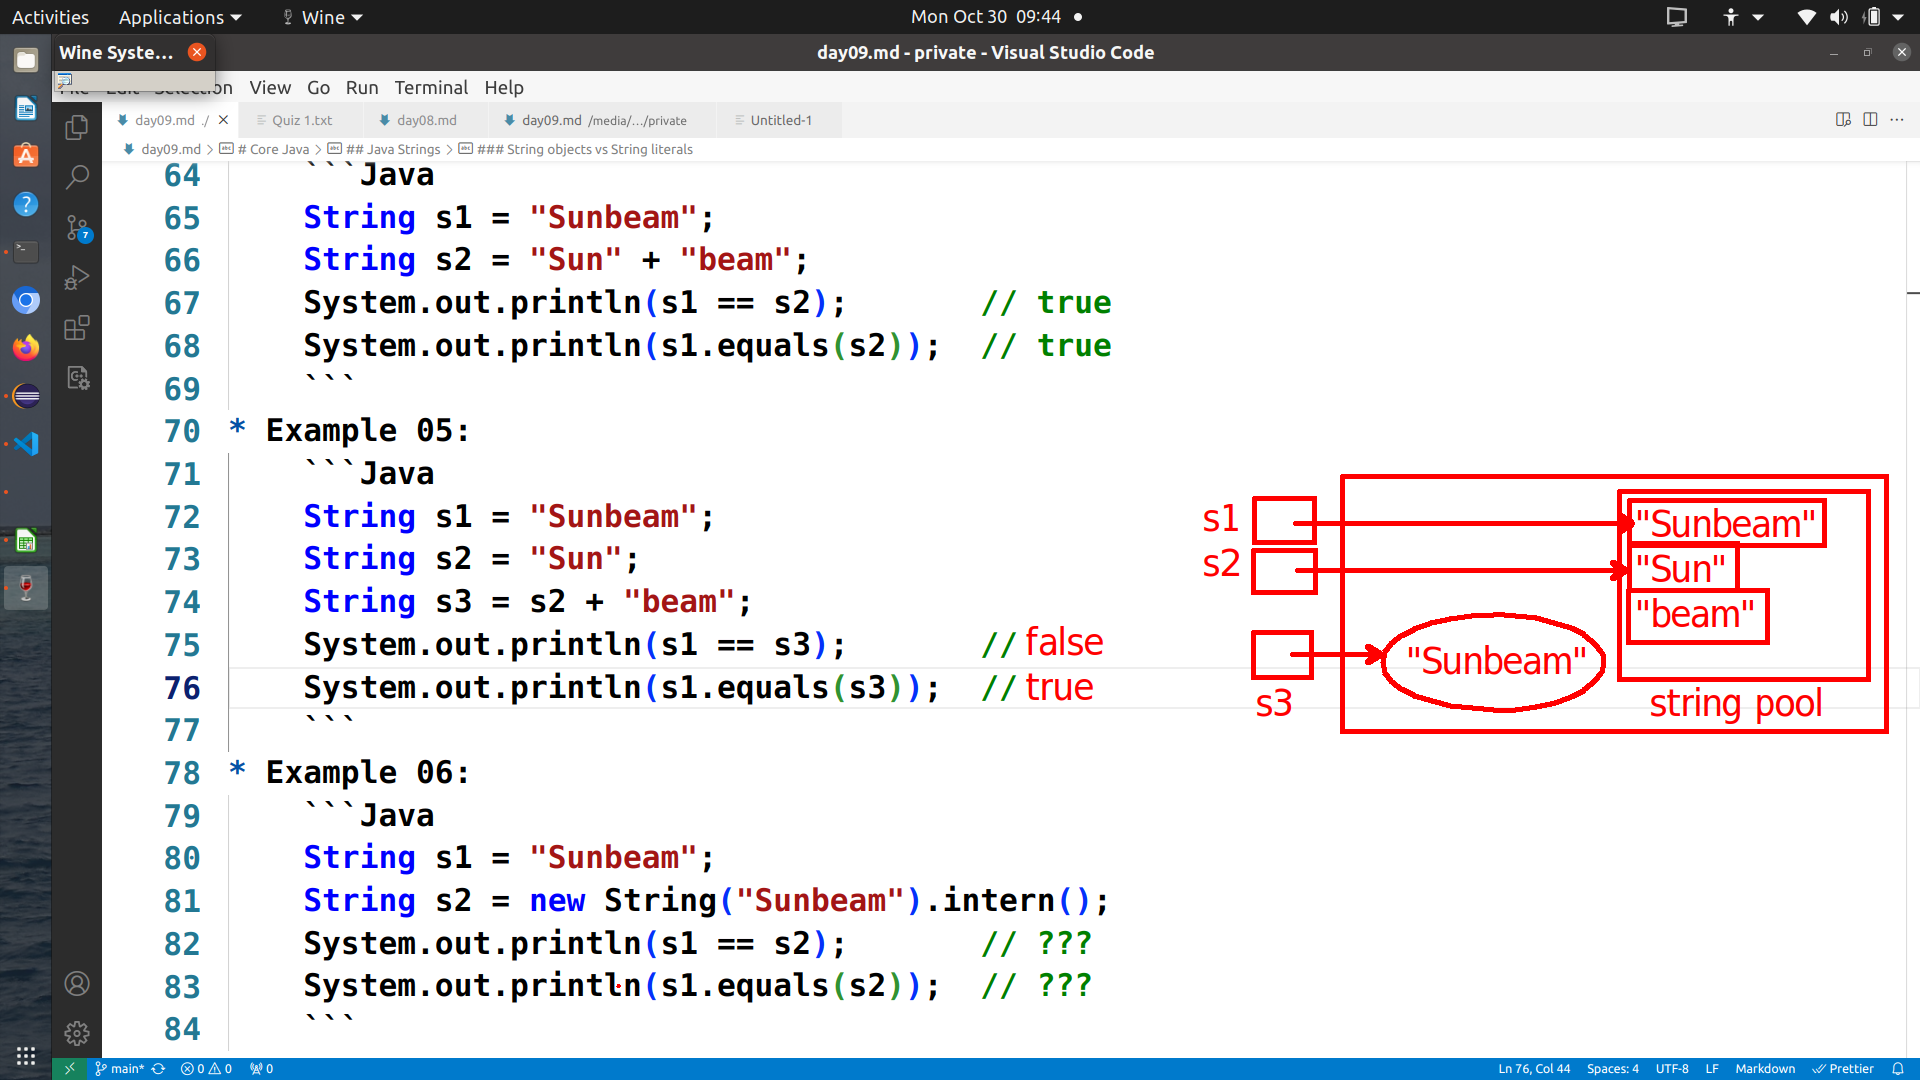 Activities Applications Wine Mon Oct 30 09:44
Wine Syste... day09.md - private - Visual Studio Code
Selection View Go Run Terminal Help
day09.md ./ Quiz 1.txt day08.md day09.md /media/.../private Untitled-1
day09.md > # Core Java > ## Java Strings > ### String objects vs String literals
64 ```Java
65 String s1 = "Sunbeam";
66 String s2 = "Sun" + "beam";
67 System.out.println(s1 == s2); // true
68 System.out.println(s1.equals(s2)); // true
69 ```
70 * Example 05:
71 ```Java
72 String s1 = "Sunbeam";
73 String s2 = "Sun";
74 String s3 = s2 + "beam";
75 System.out.println(s1 == s3); // false
76 System.out.println(s1.equals(s3)); // true
77 ```
78 * Example 06:
79 ```Java
80 String s1 = "Sunbeam";
81 String s2 = new String("Sunbeam").intern();
82 System.out.println(s1 == s2); // ???
83 System.out.println(s1.equals(s2)); // ???
84 ```
s1 "Sunbeam"
s2 "Sun"
"beam"
"Sunbeam"
s3 string pool
7
main* 0 0 0 Ln 76, Col 44 Spaces: 4 UTF-8 LF Markdown Prettier